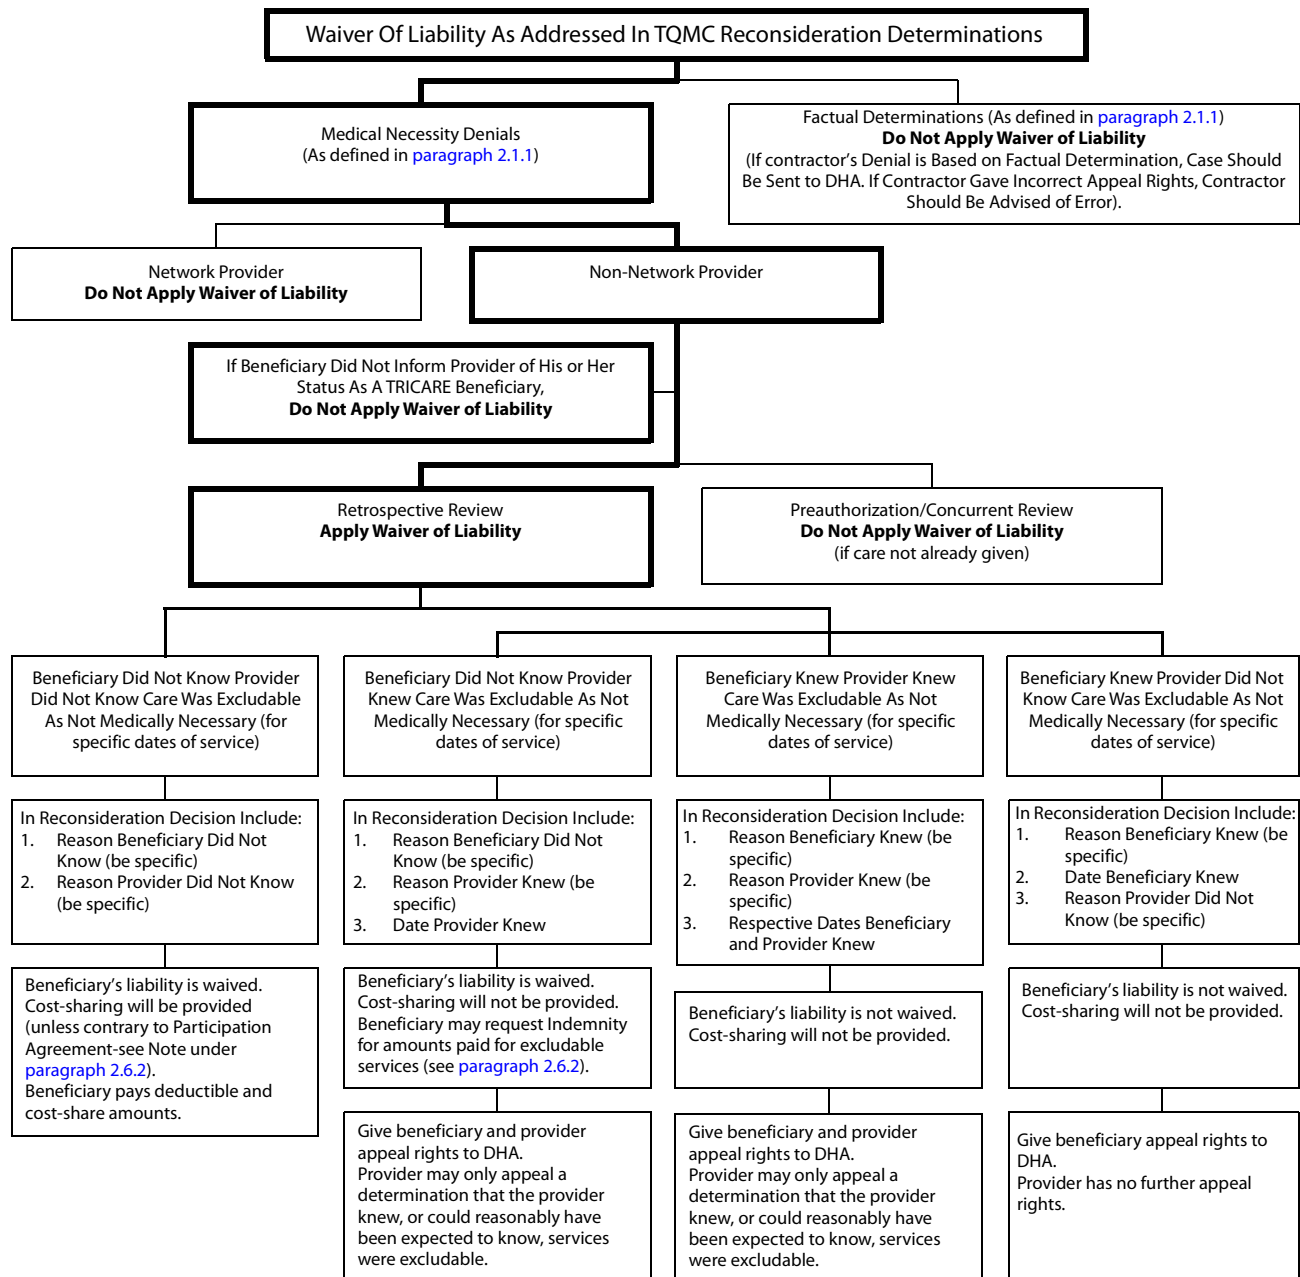 Waiver Of Liability As Addressed In TQMC Reconsideration Determinations
Medical Necessity Denials
(As defined in paragraph 2.1.1)
Factual Determinations (As defined in paragraph 2.1.1)
Do Not Apply Waiver of Liability
(If contractor's Denial is Based on Factual Determination, Case Should
Be Sent to DHA. If Contractor Gave Incorrect Appeal Rights, Contractor
Should Be Advised of Error).
Network Provider
Do Not Apply Waiver of Liability
Non-Network Provider
If Beneficiary Did Not Inform Provider of His or Her
Status As A TRICARE Beneficiary,
Do Not Apply Waiver of Liability
Retrospective Review
Apply Waiver of Liability
Preauthorization/Concurrent Review
Do Not Apply Waiver of Liability
(if care not already given)
Beneficiary Did Not Know Provider
Did Not Know Care Was Excludable
As Not Medically Necessary (for
specific dates of service)
Beneficiary Did Not Know Provider
Knew Care Was Excludable As Not
Medically Necessary (for specific
dates of service)
Beneficiary Knew Provider Knew
Care Was Excludable As Not
Medically Necessary (for specific
dates of service)
Beneficiary Knew Provider Did Not
Know Care Was Excludable As Not
Medically Necessary (for specific
dates of service)
In Reconsideration Decision Include:
1. Reason Beneficiary Did Not
Know (be specific)
2. Reason Provider Did Not Know
(be specific)
In Reconsideration Decision Include:
1. Reason Beneficiary Did Not
Know (be specific)
2. Reason Provider Knew (be
specific)
3. Date Provider Knew
In Reconsideration Decision Include:
1. Reason Beneficiary Knew (be
specific)
2. Reason Provider Knew (be
specific)
3. Respective Dates Beneficiary
and Provider Knew
In Reconsideration Decision Include:
1. Reason Beneficiary Knew (be
specific)
2. Date Beneficiary Knew
3. Reason Provider Did Not
Know (be specific)
Beneficiary's liability is waived.
Cost-sharing will be provided
(unless contrary to Participation
Agreement-see Note under
paragraph 2.6.2).
Beneficiary pays deductible and
cost-share amounts.
Beneficiary's liability is waived.
Cost-sharing will not be provided.
Beneficiary may request Indemnity
for amounts paid for excludable
services (see paragraph 2.6.2).
Beneficiary's liability is not waived.
Cost-sharing will not be provided.
Beneficiary's liability is not waived.
Cost-sharing will not be provided.
Give beneficiary and provider
appeal rights to DHA.
Provider may only appeal a
determination that the provider
knew, or could reasonably have
been expected to know, services
were excludable.
Give beneficiary and provider
appeal rights to DHA.
Provider may only appeal a
determination that the provider
knew, or could reasonably have
been expected to know, services
were excludable.
Give beneficiary appeal rights to
DHA.
Provider has no further appeal
rights.